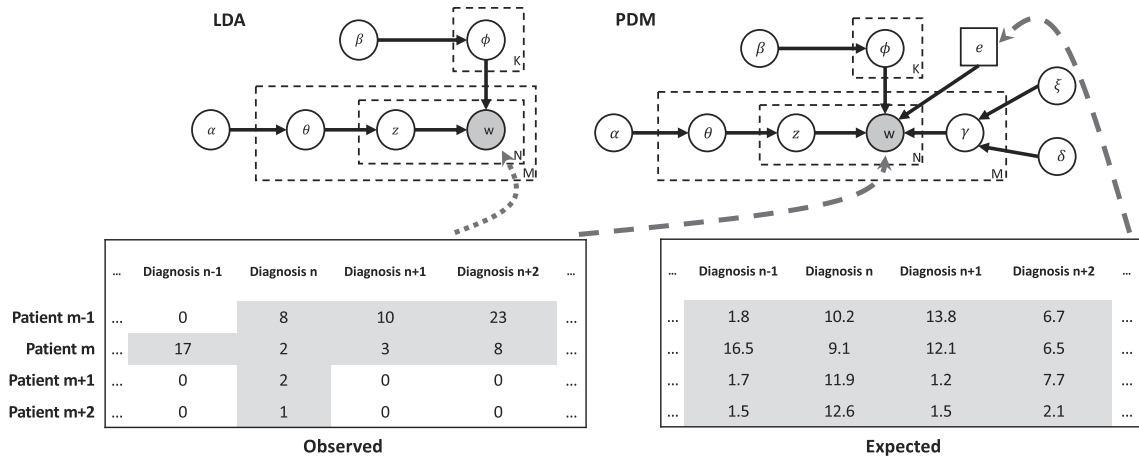 LDA
β
ϕ
K
α
θ
z
w
N
M
PDM
β
ϕ
e
K
ξ
α
θ
z
w
γ
N
M
δ
... Diagnosis n-1 Diagnosis n Diagnosis n+1 Diagnosis n+2 ...
Patient m-1 ... 0 8 10 23 ...
Patient m ... 17 2 3 8 ...
Patient m+1 ... 0 2 0 0 ...
Patient m+2 ... 0 1 0 0 ...
Observed
... Diagnosis n-1 Diagnosis n Diagnosis n+1 Diagnosis n+2 ...
... 1.8 10.2 13.8 6.7 ...
... 16.5 9.1 12.1 6.5 ...
... 1.7 11.9 1.2 7.7 ...
... 1.5 12.6 1.5 2.1 ...
Expected